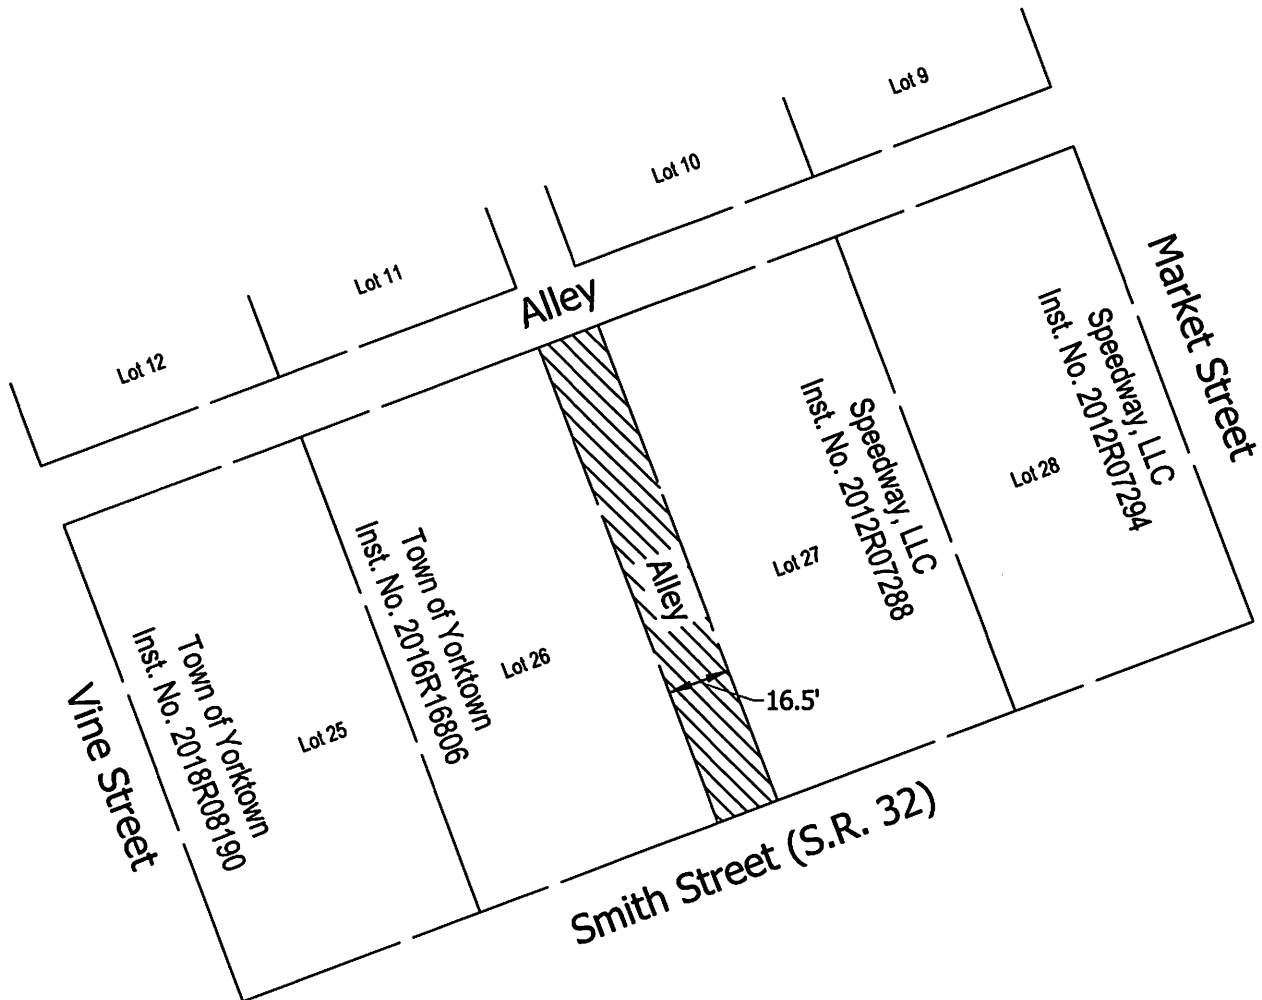 Lot 9
Lot 10
Lot 11
Lot 12
Alley
Market Street
Speedway, LLC
Inst. No. 2012R07294
Lot 28
Speedway, LLC
Inst. No. 2012R07288
Lot 27
Alley
16.5'
Town of Yorktown
Inst. No. 2016R16806
Lot 26
Town of Yorktown
Inst. No. 2018R08190
Lot 25
Vine Street
Smith Street (S.R. 32)